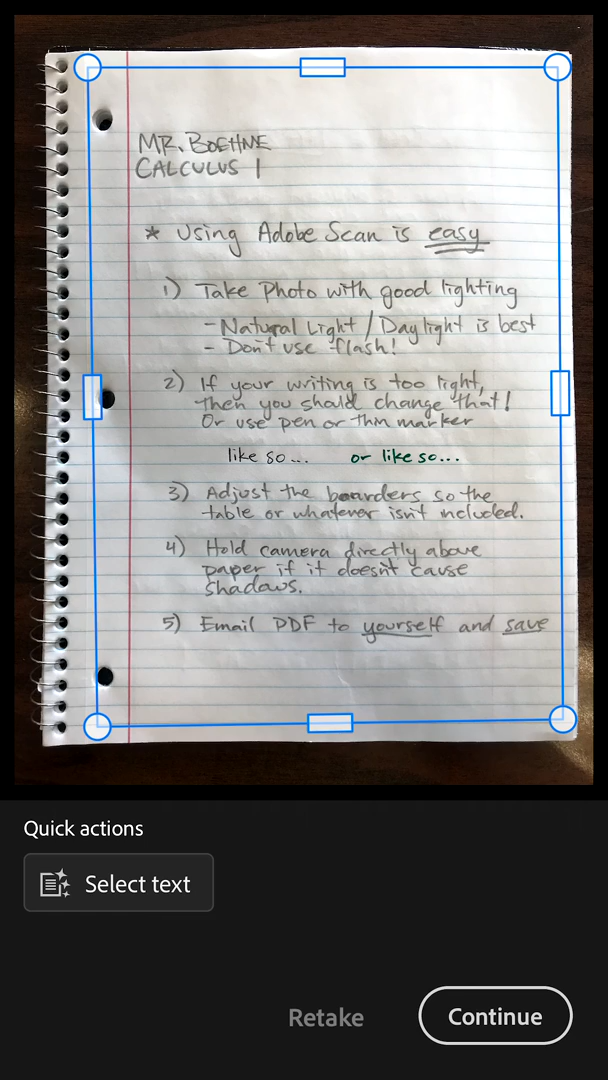 MR. BOEHNE
CALCULUS 1
* Using Adobe Scan is easy
1) Take Photo with good lighting
- Natural Light / Daylight is best
- Don't use flash!
2) If your writing is too light,
then you should change that!
Or use pen or thin marker
like so... or like so...
3) Adjust the boarders so the
table or whatever isn't included.
4) Hold camera directly above
paper if it doesn't cause
shadows.
5) Email PDF to yourself and save
Quick actions
Select text
Retake
Continue